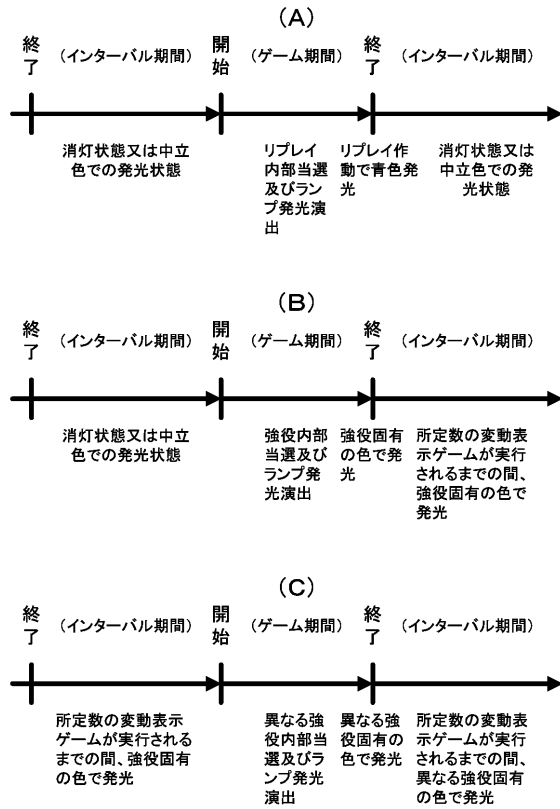 （A）
終了 （インターバル期間） 開始 （ゲーム期間） 終了 （インターバル期間）
消灯状態又は中立
色での発光状態
リプレイ
内部当選
及びラン
プ発光演
出
リプレイ作
動で青色発
光
消灯状態又は
中立色での発
光状態
（B）
終了 （インターバル期間） 開始 （ゲーム期間） 終了 （インターバル期間）
消灯状態又は中立
色での発光状態
強役内部
当選及び
ランプ発
光演出
強役固有
の色で発
光
所定数の変動表
示ゲームが実行
されるまでの間、
強役固有の色で
発光
（C）
終了 （インターバル期間） 開始 （ゲーム期間） 終了 （インターバル期間）
所定数の変動表示
ゲームが実行される
までの間、強役固有
の色で発光
異なる強
役内部当
選及びラ
ンプ発光
演出
異なる強
役固有の
色で発光
所定数の変動表
示ゲームが実行さ
れるまでの間、
異なる強役固有
の色で発光